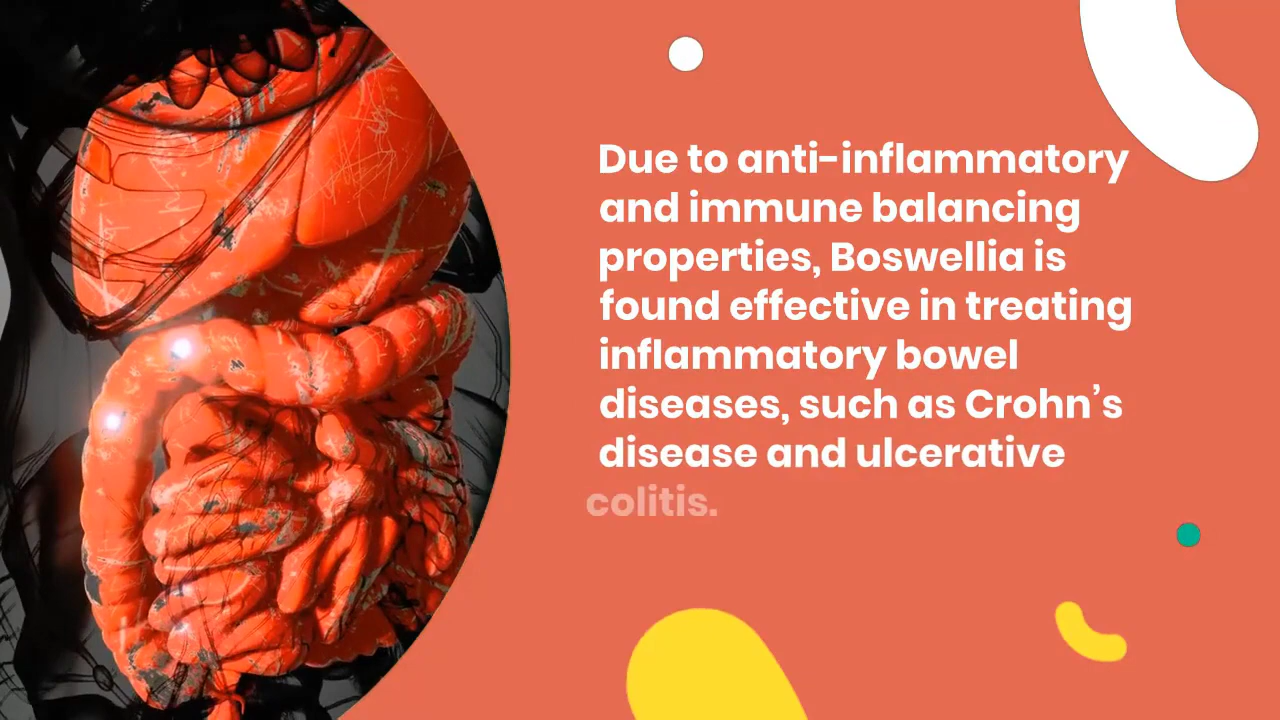 Due to anti-inflammatory
and immune balancing
properties, Boswellia is
found effective in treating
inflammatory bowel
diseases, such as Crohn’s
disease and ulcerative
colitis.